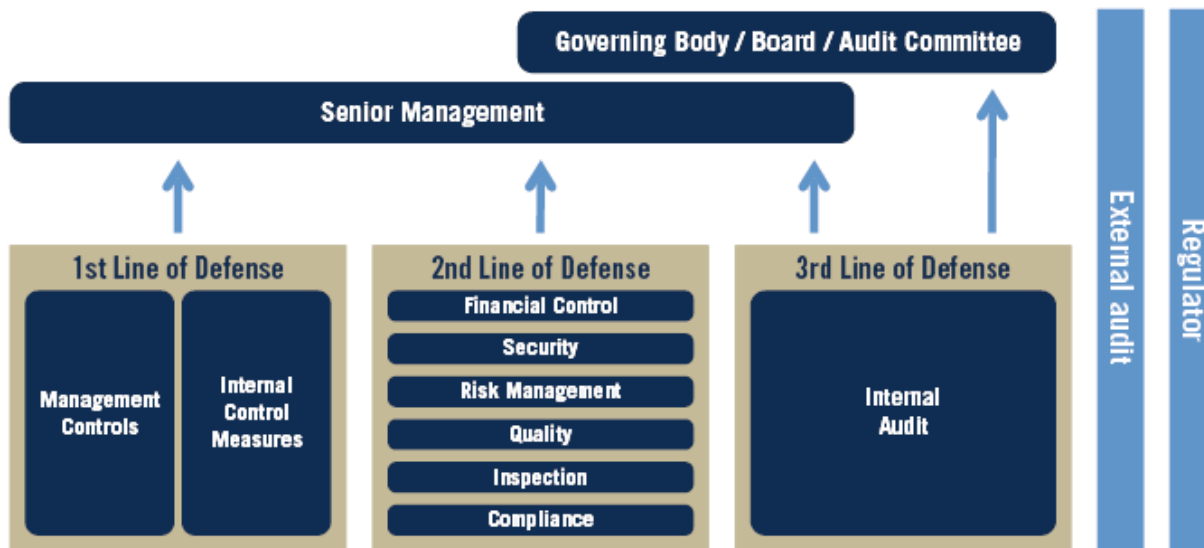 Governing Body / Board / Audit Committee
Senior Management
1st Line of Defense
Management
Controls
Internal
Control
Measures
2nd Line of Defense
Financial Control
Security
Risk Management
Quality
Inspection
Compliance
3rd Line of Defense
Internal
Audit
External audit
Regulator